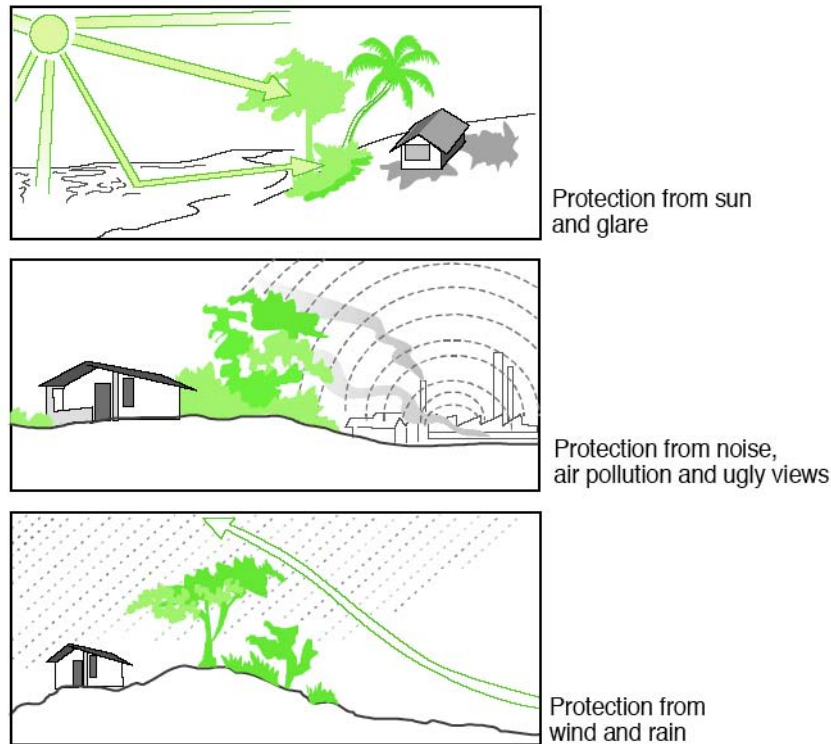 Protection from sun
and glare
Protection from noise,
air pollution and ugly views
Protection from
wind and rain